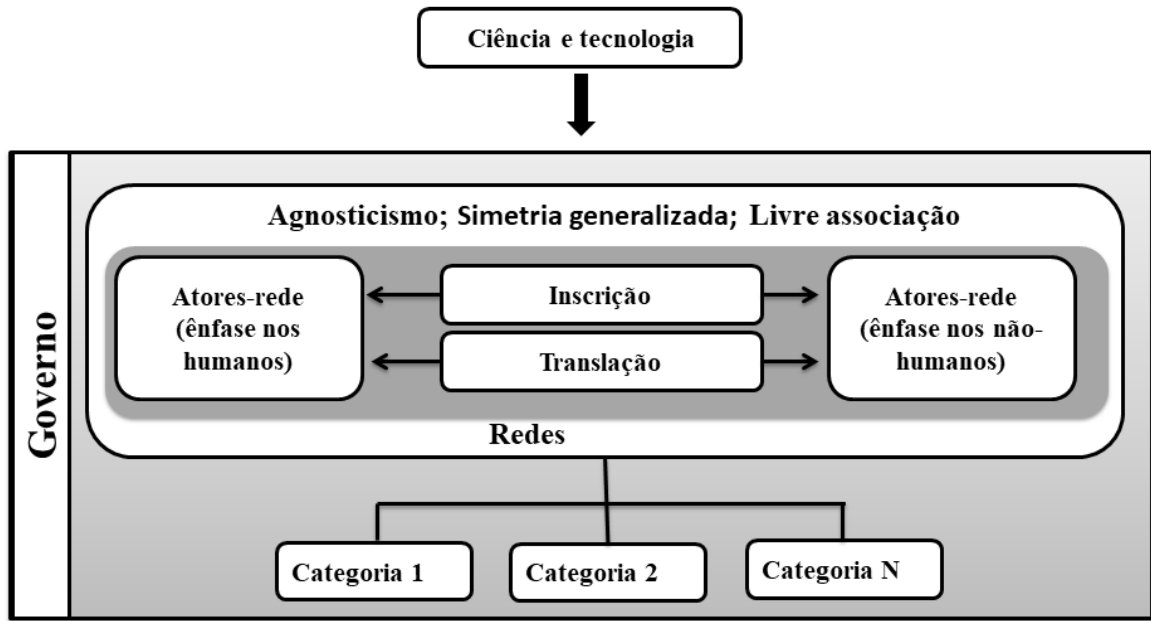 Ciência e tecnologia
Governo
Agnosticismo; Simetria generalizada; Livre associação
Atores-rede
(ênfase nos
humanos)
Inscrição
Translação
Atores-rede
(ênfase nos não-
humanos)
Redes
Categoria 1
Categoria 2
Categoria N